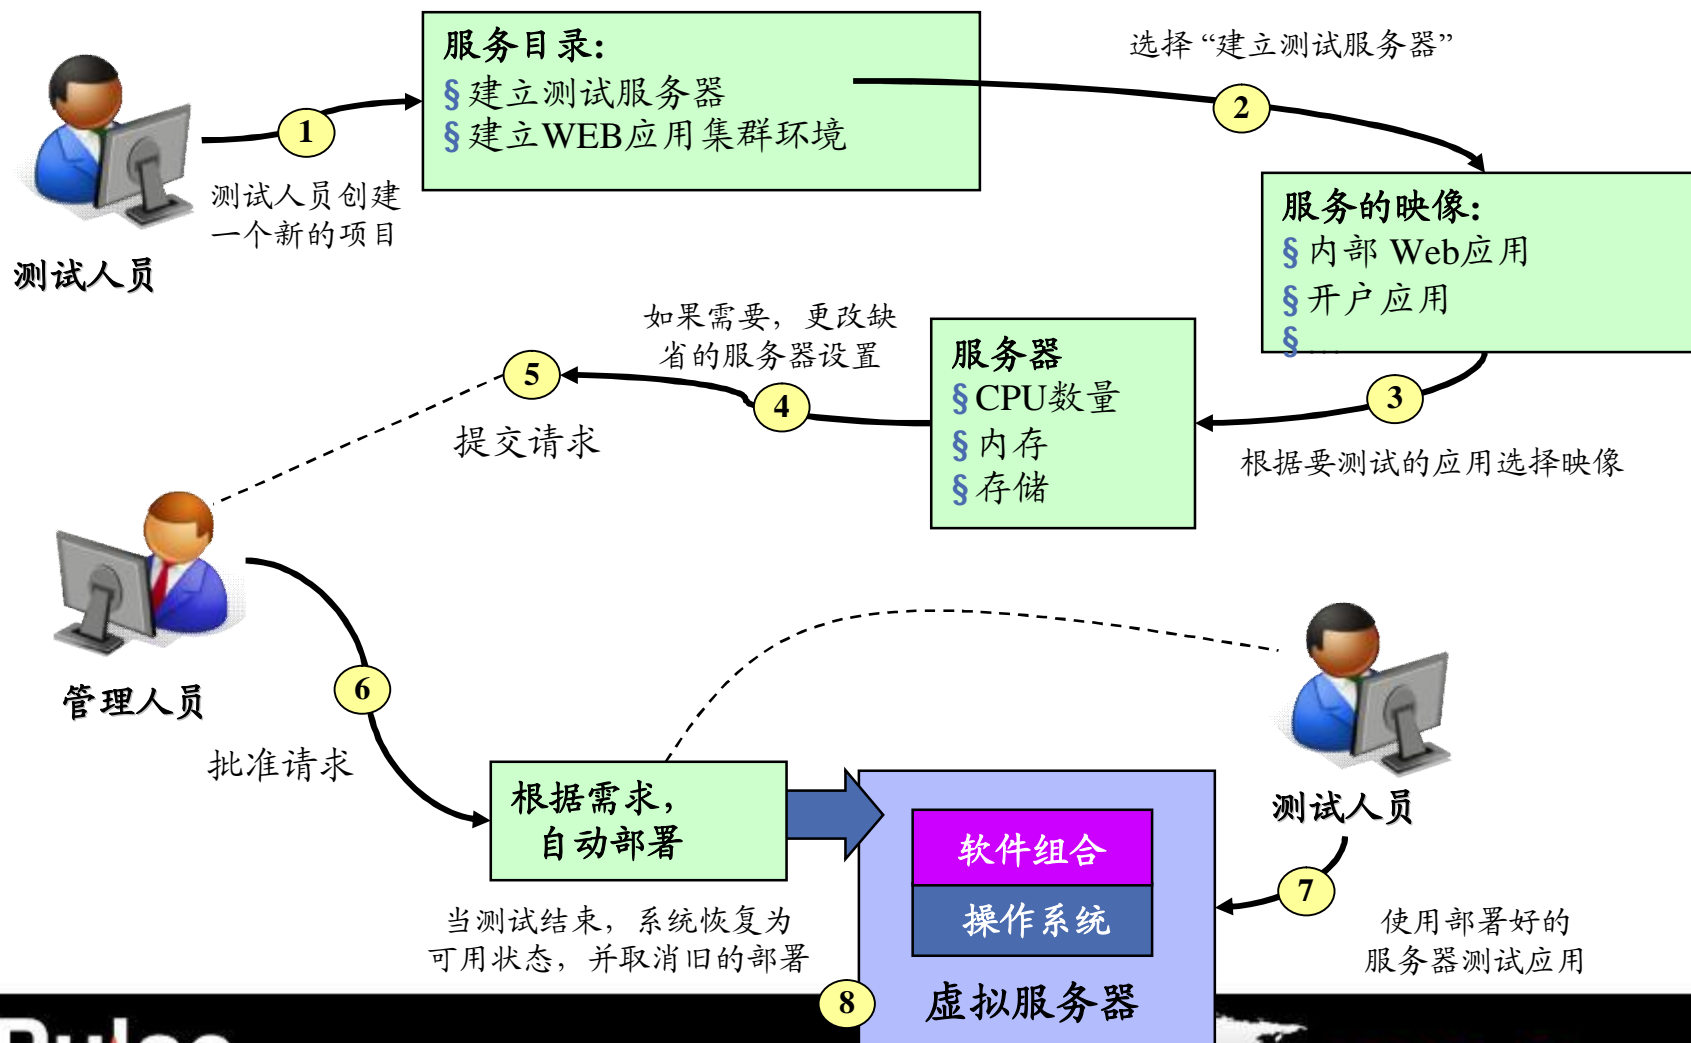 服务目录：
§ 建立测试服务器
§ 建立WEB应用集群环境
选择 “建立测试服务器”
1
2
测试人员创建
一个新的项目
测试人员
服务的映像：
§ 内部 Web应用
§ 开户应用
§ ...
如果需要，更改缺
省的服务器设置
服务器
§ CPU数量
§ 内存
§ 存储
5
4
3
提交请求
根据要测试的应用选择映像
管理人员
6
批准请求
根据需求，
自动部署
软件组合
操作系统
虚拟服务器
测试人员
7
使用部署好的
服务器测试应用
当测试结束，系统恢复为
可用状态，并取消旧的部署
8
Pulse